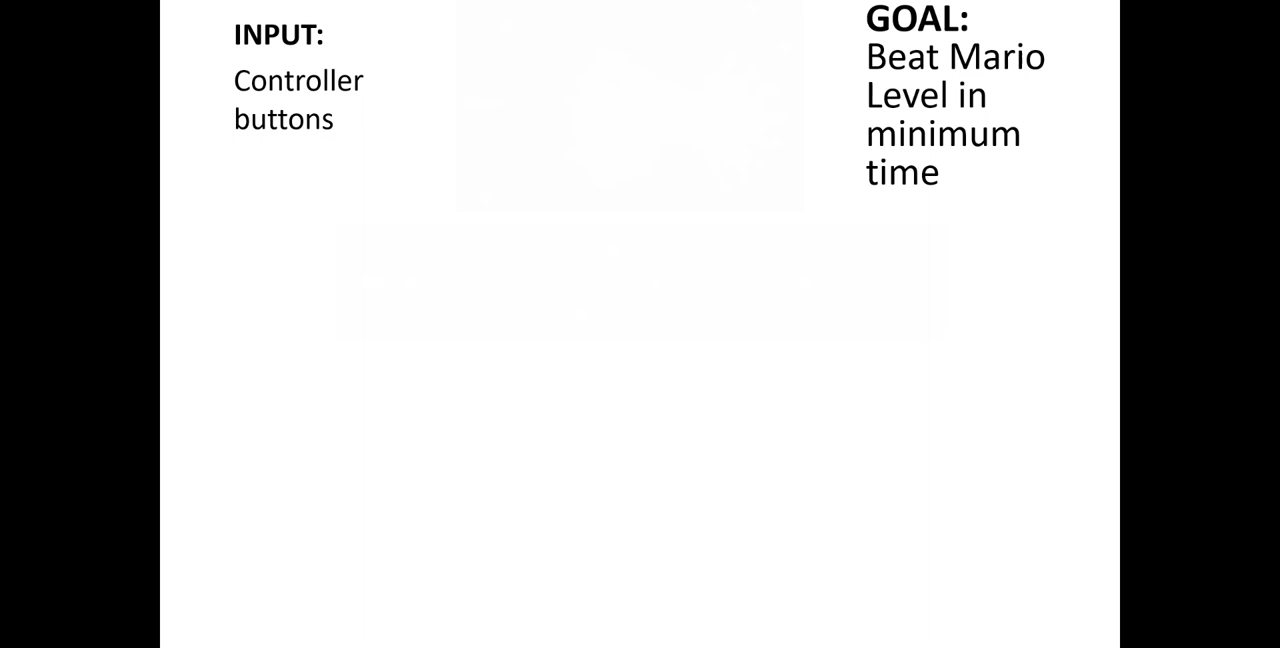 INPUT:
Controller
buttons
GOAL:
Beat Mario
Level in
minimum
time